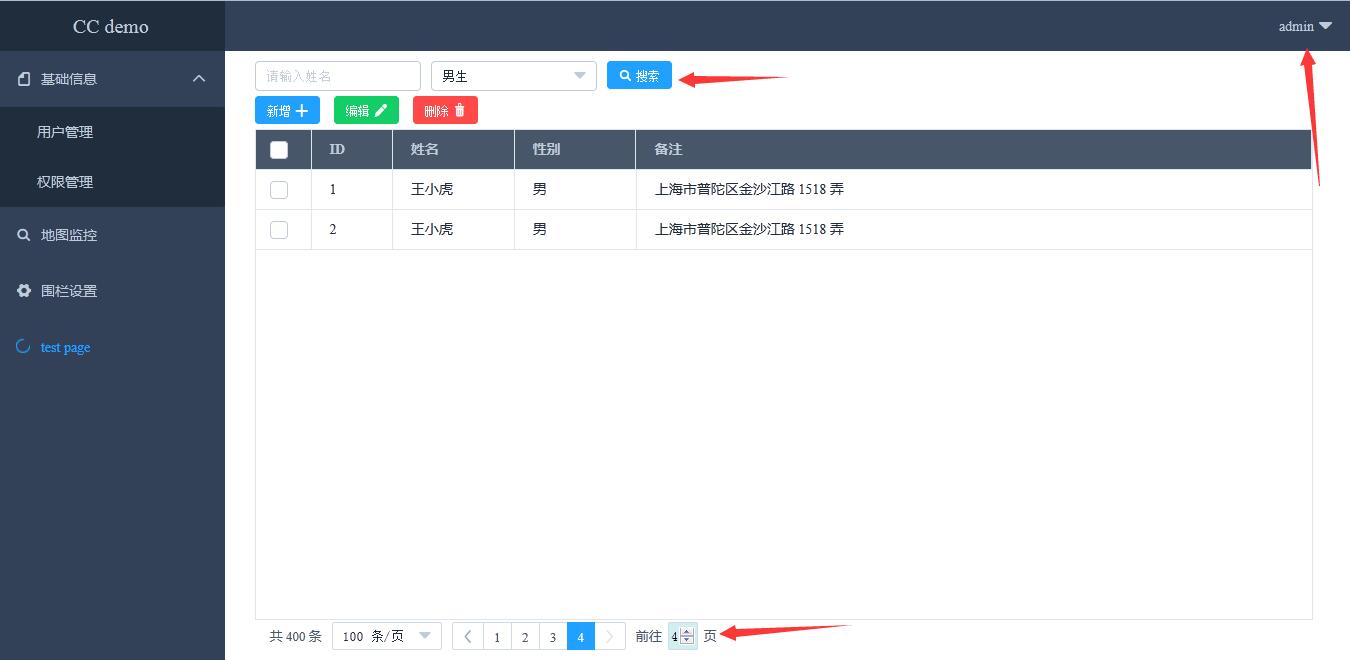 CC demo
admin
基础信息
用户管理
权限管理
地图监控
围栏设置
test page
请输入姓名 男生 搜索
新增 编辑 删除
ID 姓名 性别 备注
1 王小虎 男 上海市普陀区金沙江路 1518 弄
2 王小虎 男 上海市普陀区金沙江路 1518 弄
共 400 条 100 条/页 1 2 3 4 前往 4 页